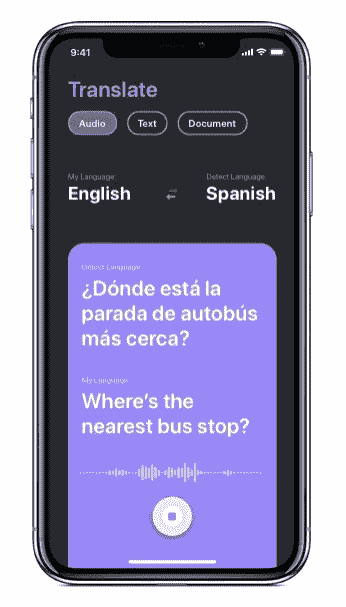 9:41
Translate
Audio Text Document
My Language: Detect Language:
English Spanish
Detect Language
¿Dónde está la
parada de autobús
más cerca?
My Language
Where's the
nearest bus stop?